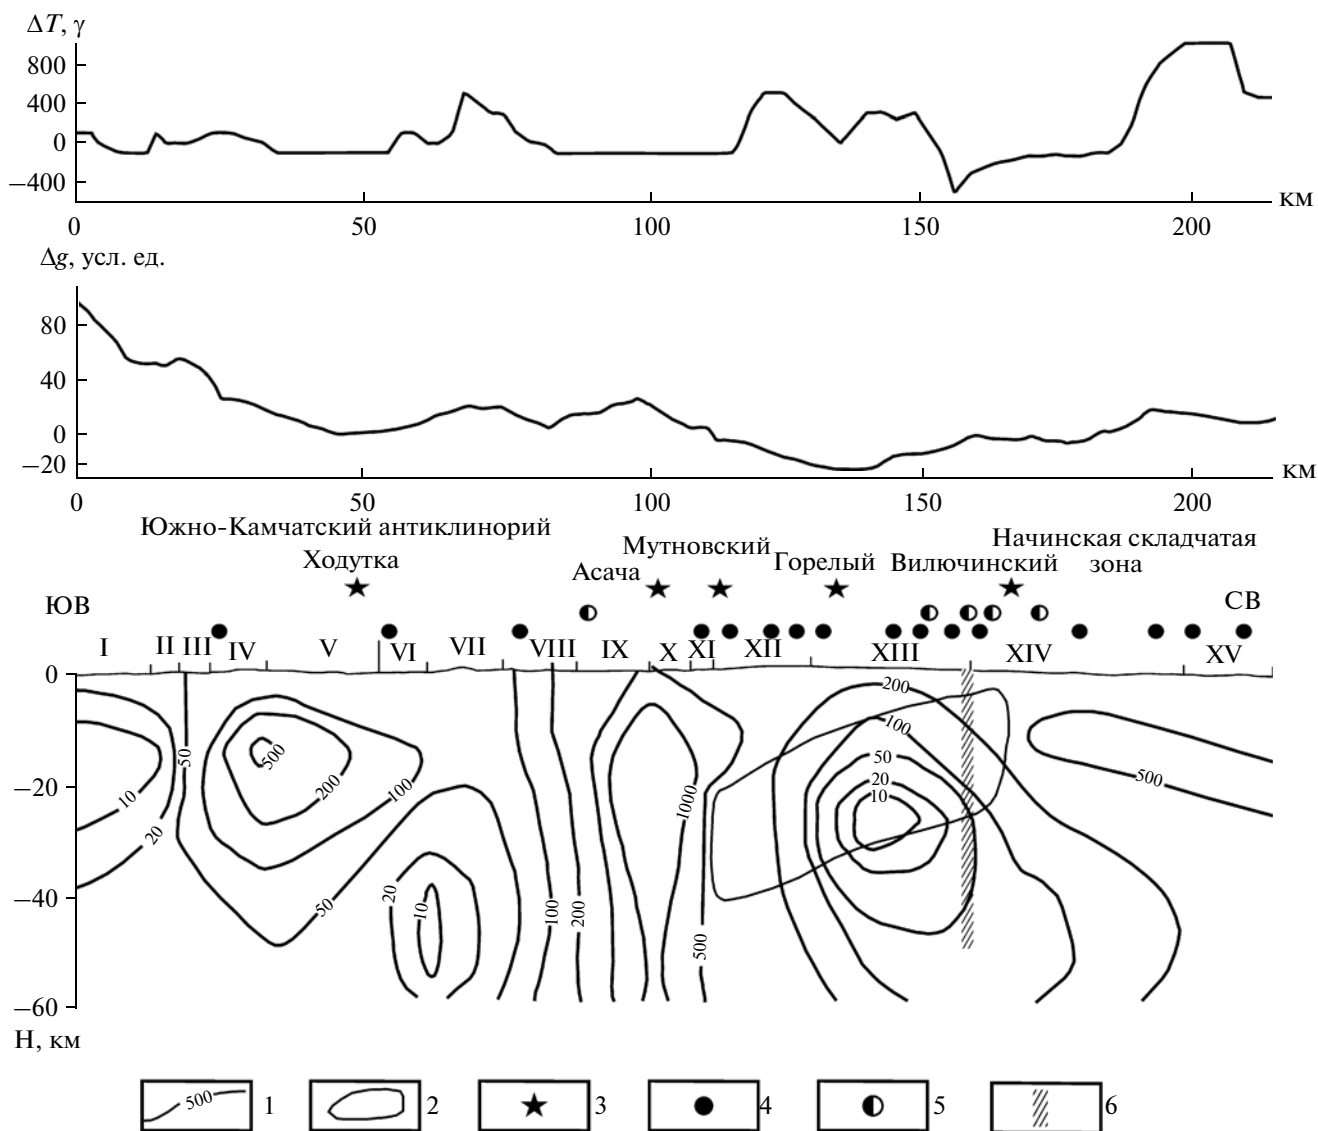 ΔT, γ
800
400
0
−400
км
0 50 100 150 200
Δg, усл. ед.
80
40
0
−20
км
0 50 100 150 200
Южно-Камчатский антиклинорий
Ходутка
Асача
Мутновский
Горелый
Вилючинский
Начинская складчатая
зона
ЮВ
СВ
I II III IV V VI VII VIII IX X XI XII XIII XIV XV
0
−20
−40
−60
Н, км
10
20
50
500
200
100
50
20
10
100
200
1000
500
200
100
50
20
10
500
500 1
2
3
4
5
6